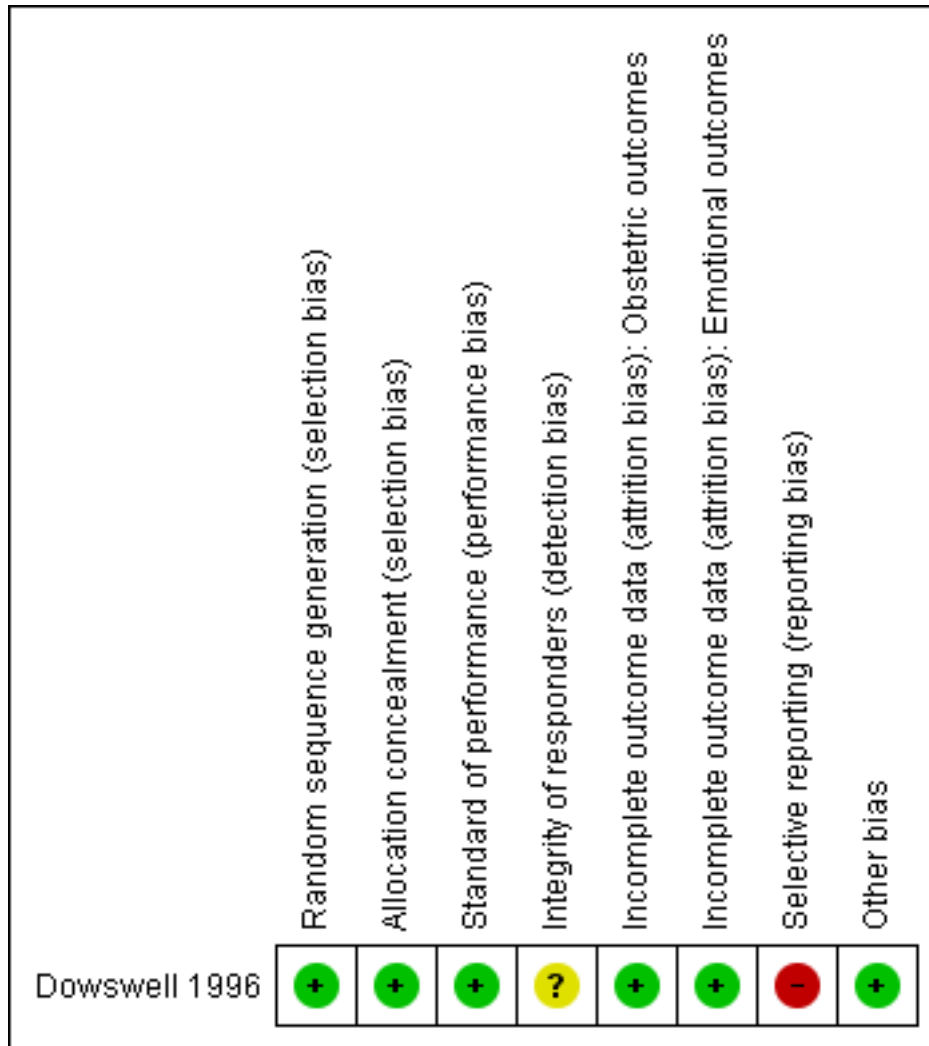 Random sequence generation (selection bias)
Allocation concealment (selection bias)
Standard of performance (performance bias)
Integrity of responders (detection bias)
Incomplete outcome data (attrition bias): Obstetric outcomes
Incomplete outcome data (attrition bias): Emotional outcomes
Selective reporting (reporting bias)
Other bias
Dowswell 1996 + + + ? + + - +